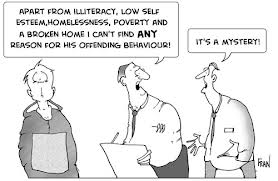 APART FROM ILLITERACY, LOW SELF
ESTEEM,HOMELESSNESS, POVERTY AND
A BROKEN HOME I CAN'T FIND ANY
REASON FOR HIS OFFENDING BEHAVIOUR!
IT'S A MYSTERY!
FRAN